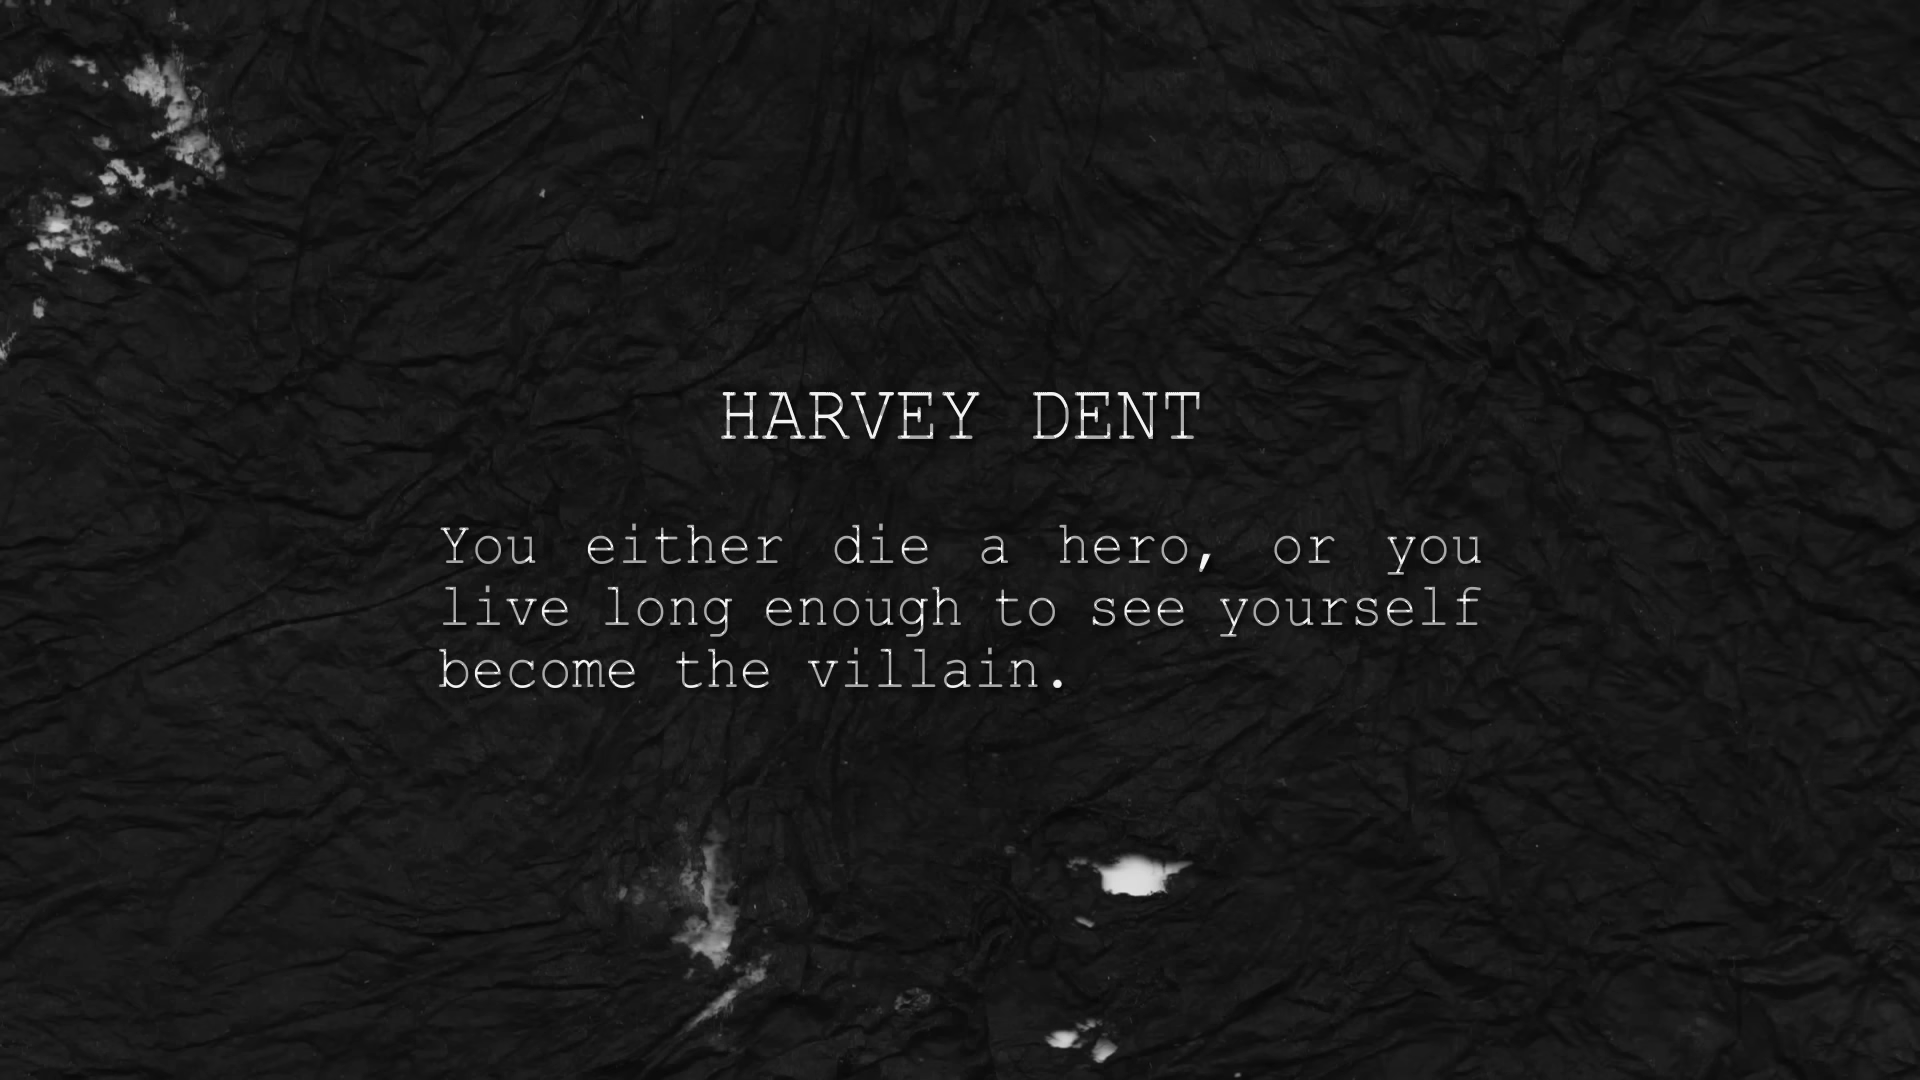 HARVEY DENT
You either die a hero, or you
live long enough to see yourself
become the villain.